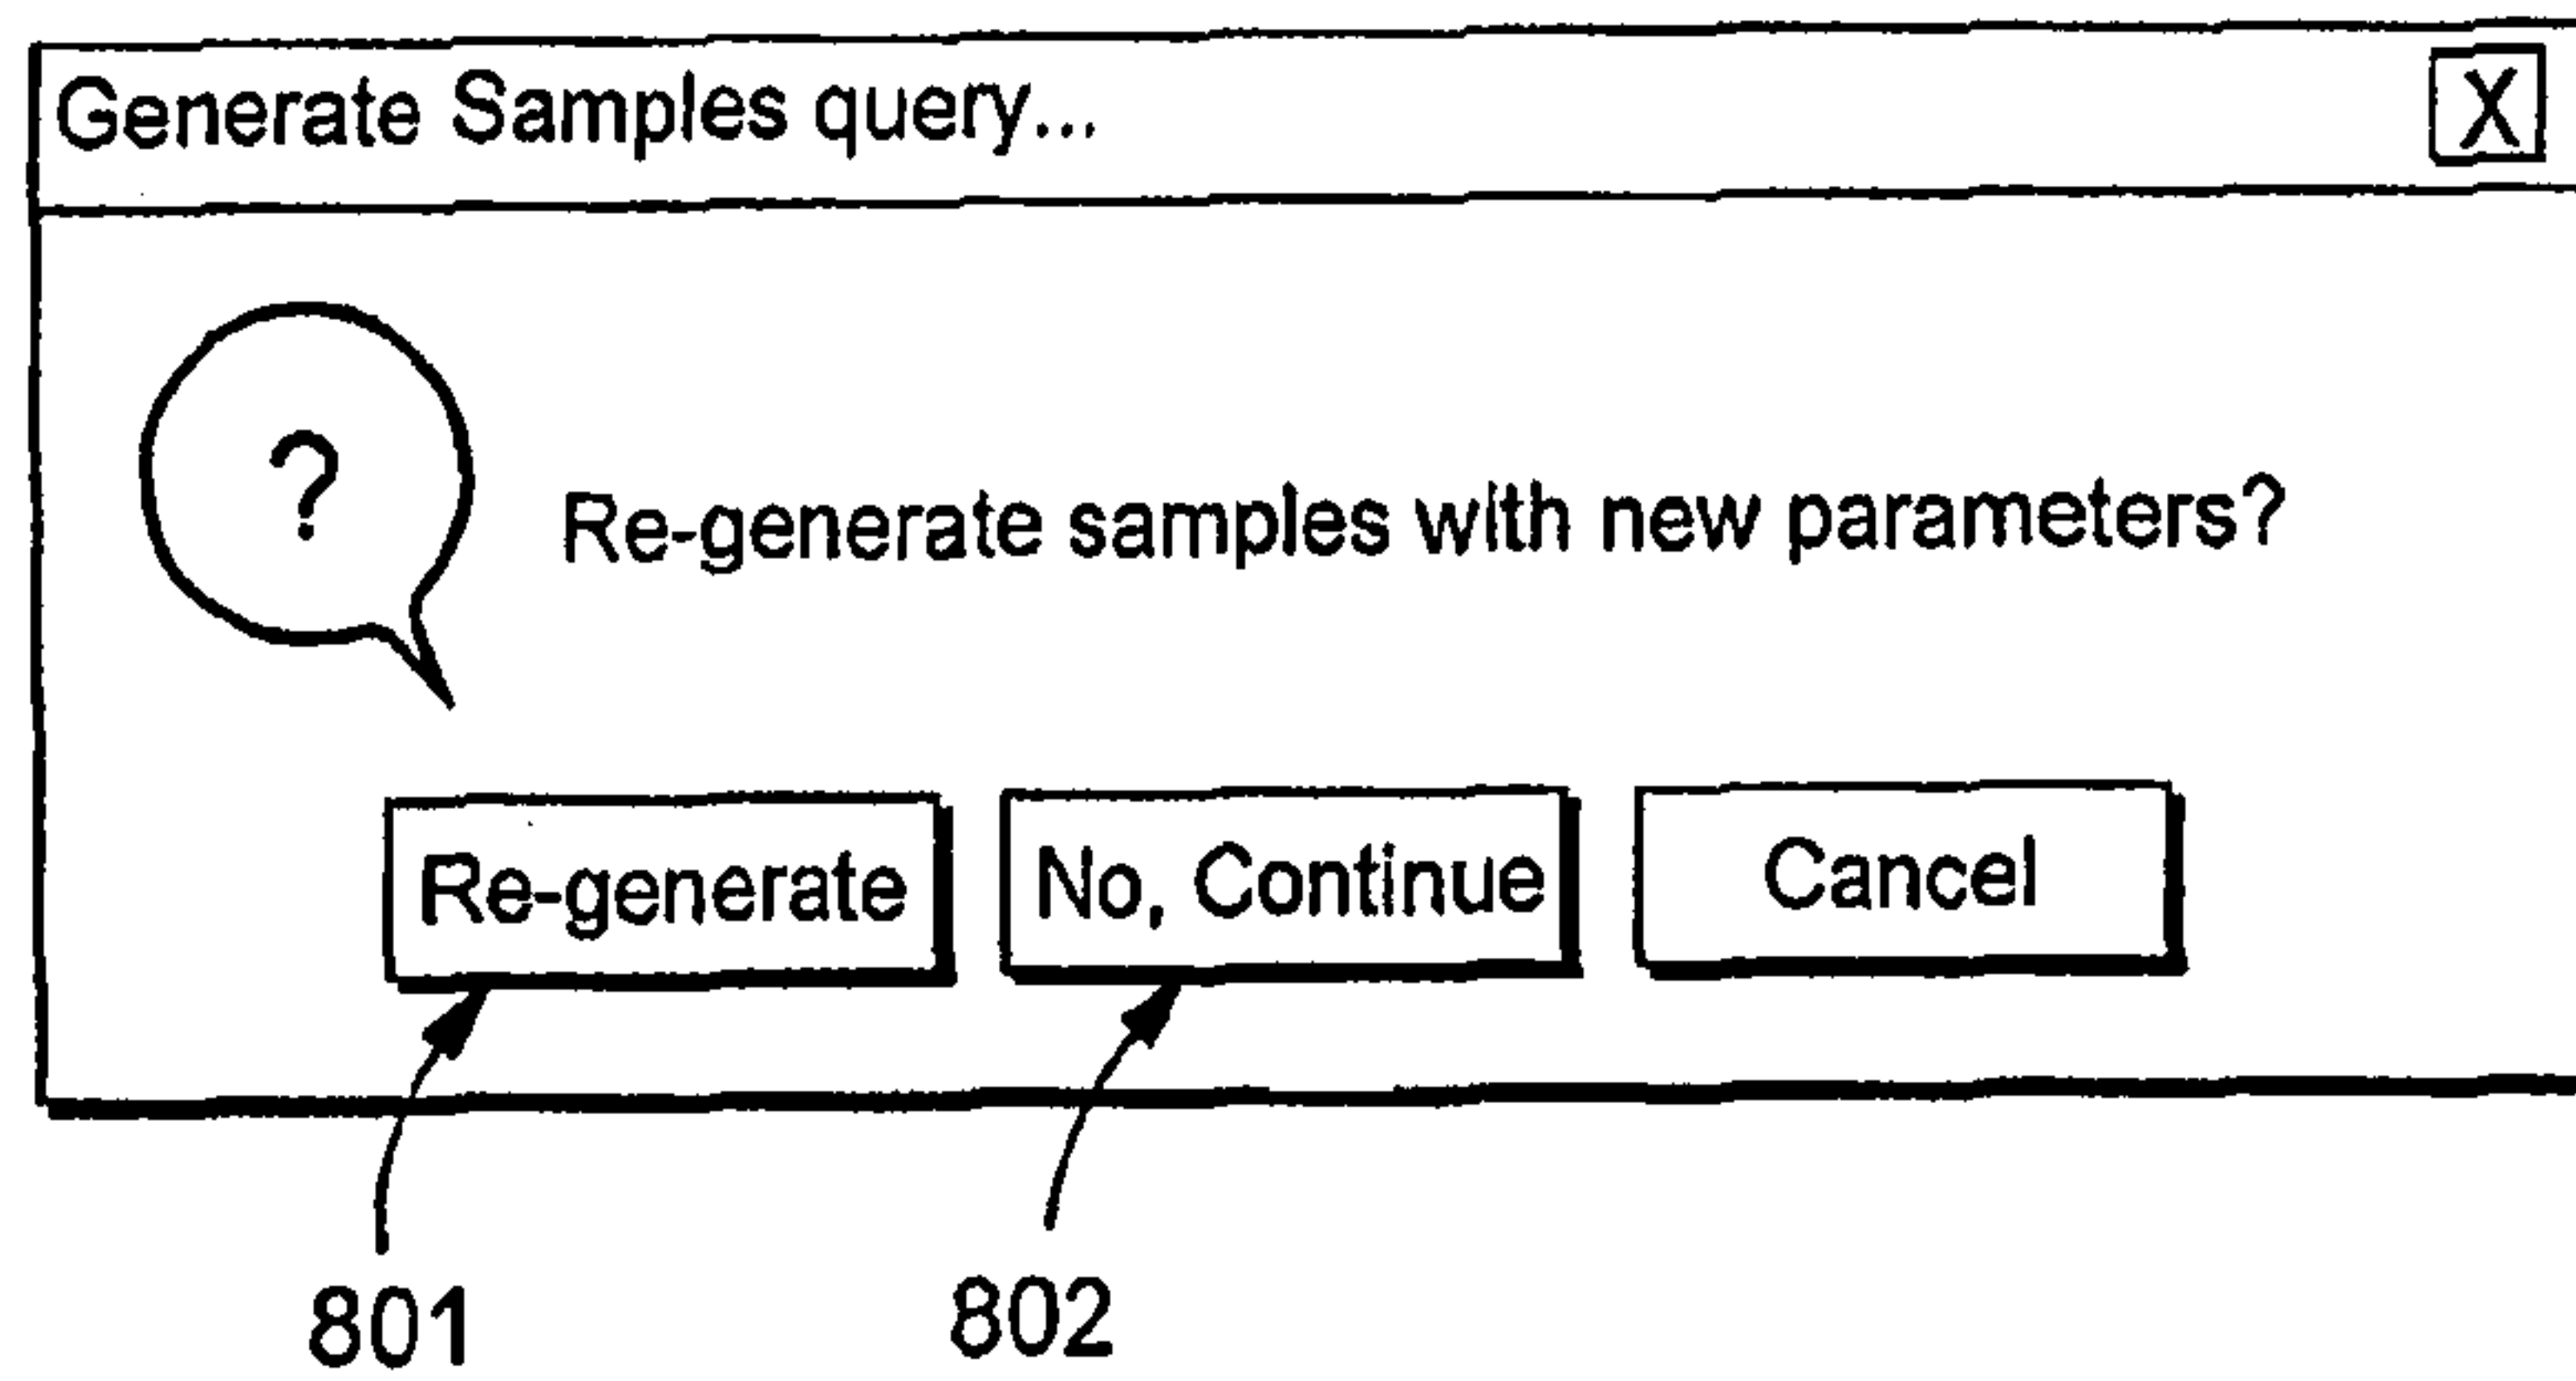 Generate Samples query... X
?
Re-generate samples with new parameters?
Re-generate No, Continue Cancel
801 802